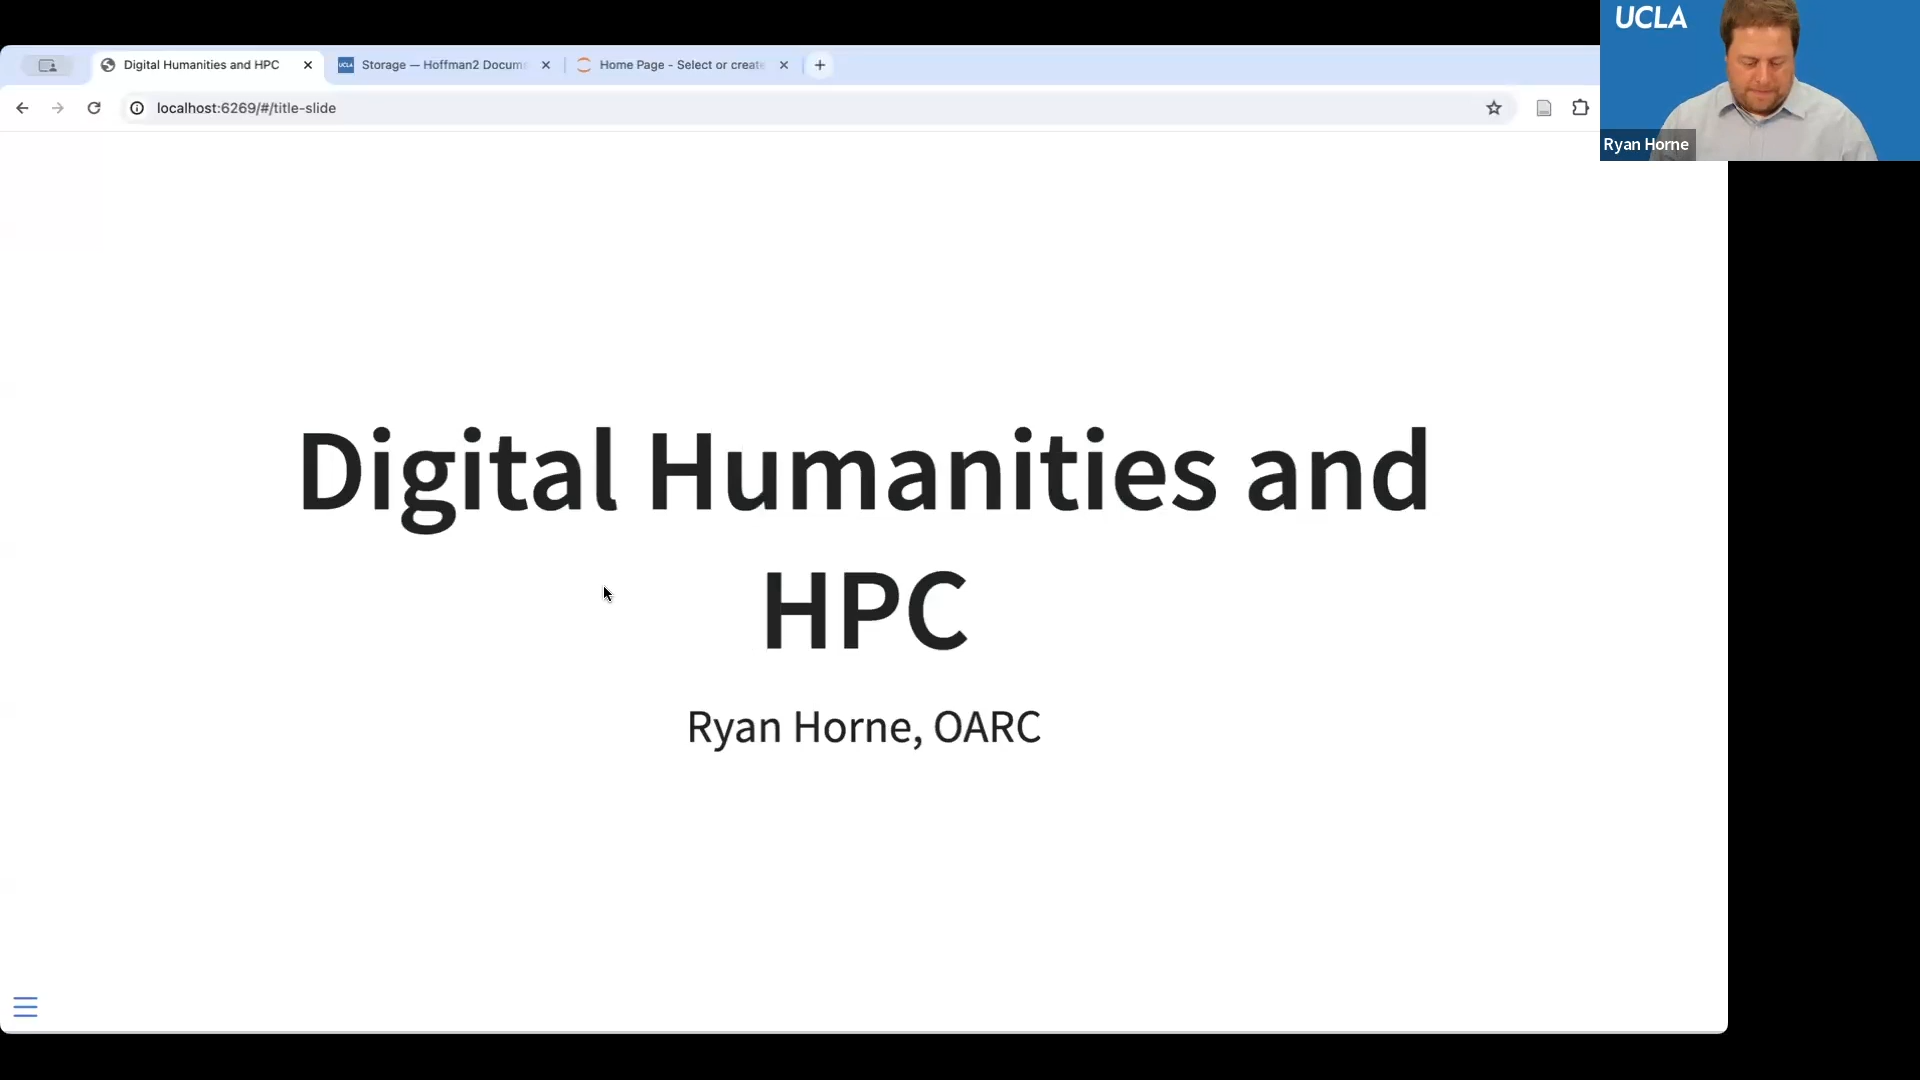 UCLA
Digital Humanities and HPC
UCLA
Storage — Hoffman2 Docum
Home Page - Select or create
localhost:6269/#/title-slide
Ryan Horne
Digital Humanities and
HPC
Ryan Horne, OARC